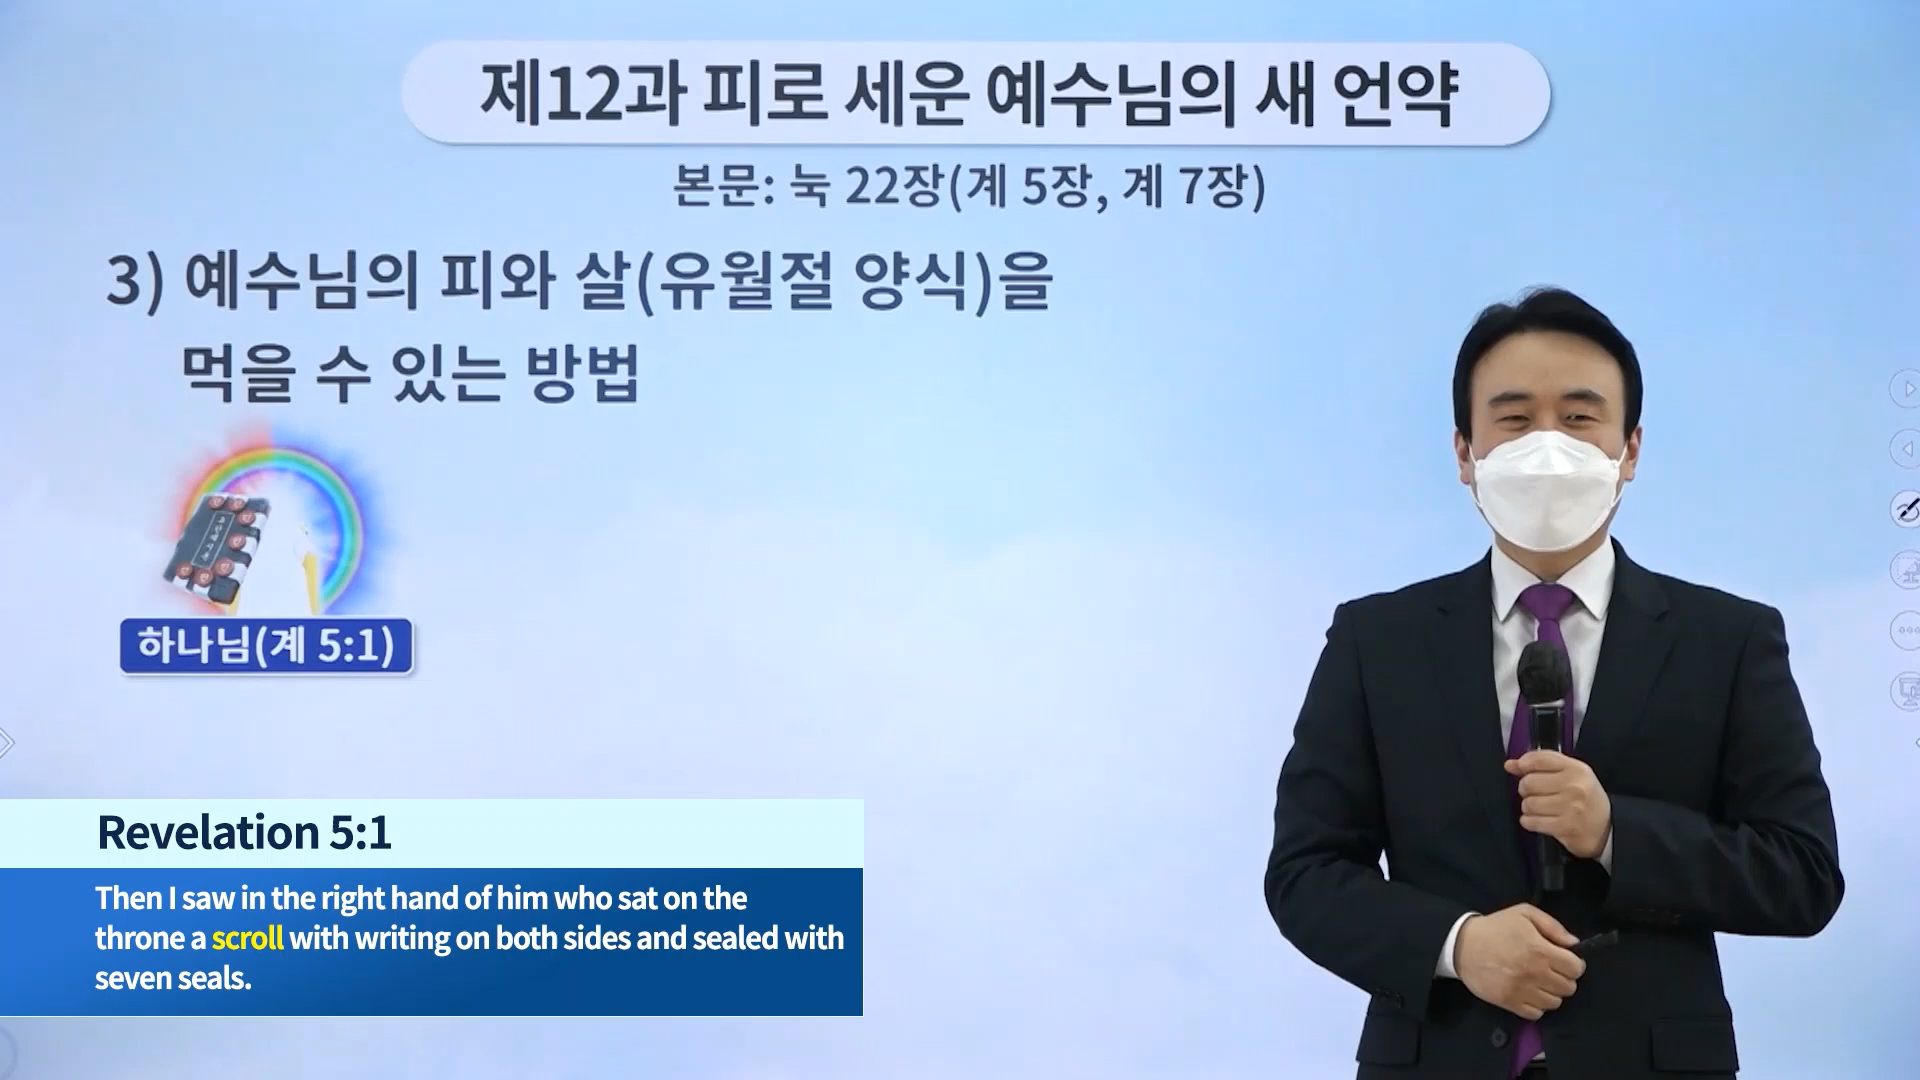 제12과 피로 세운 예수님의 새 언약
본문: 눅 22장(계 5장, 계 7장)
3) 예수님의 피와 살(유월절 양식)을
먹을 수 있는 방법
하나님(계 5:1)
Revelation 5:1
Then I saw in the right hand of him who sat on the
throne a scroll with writing on both sides and sealed with
seven seals.